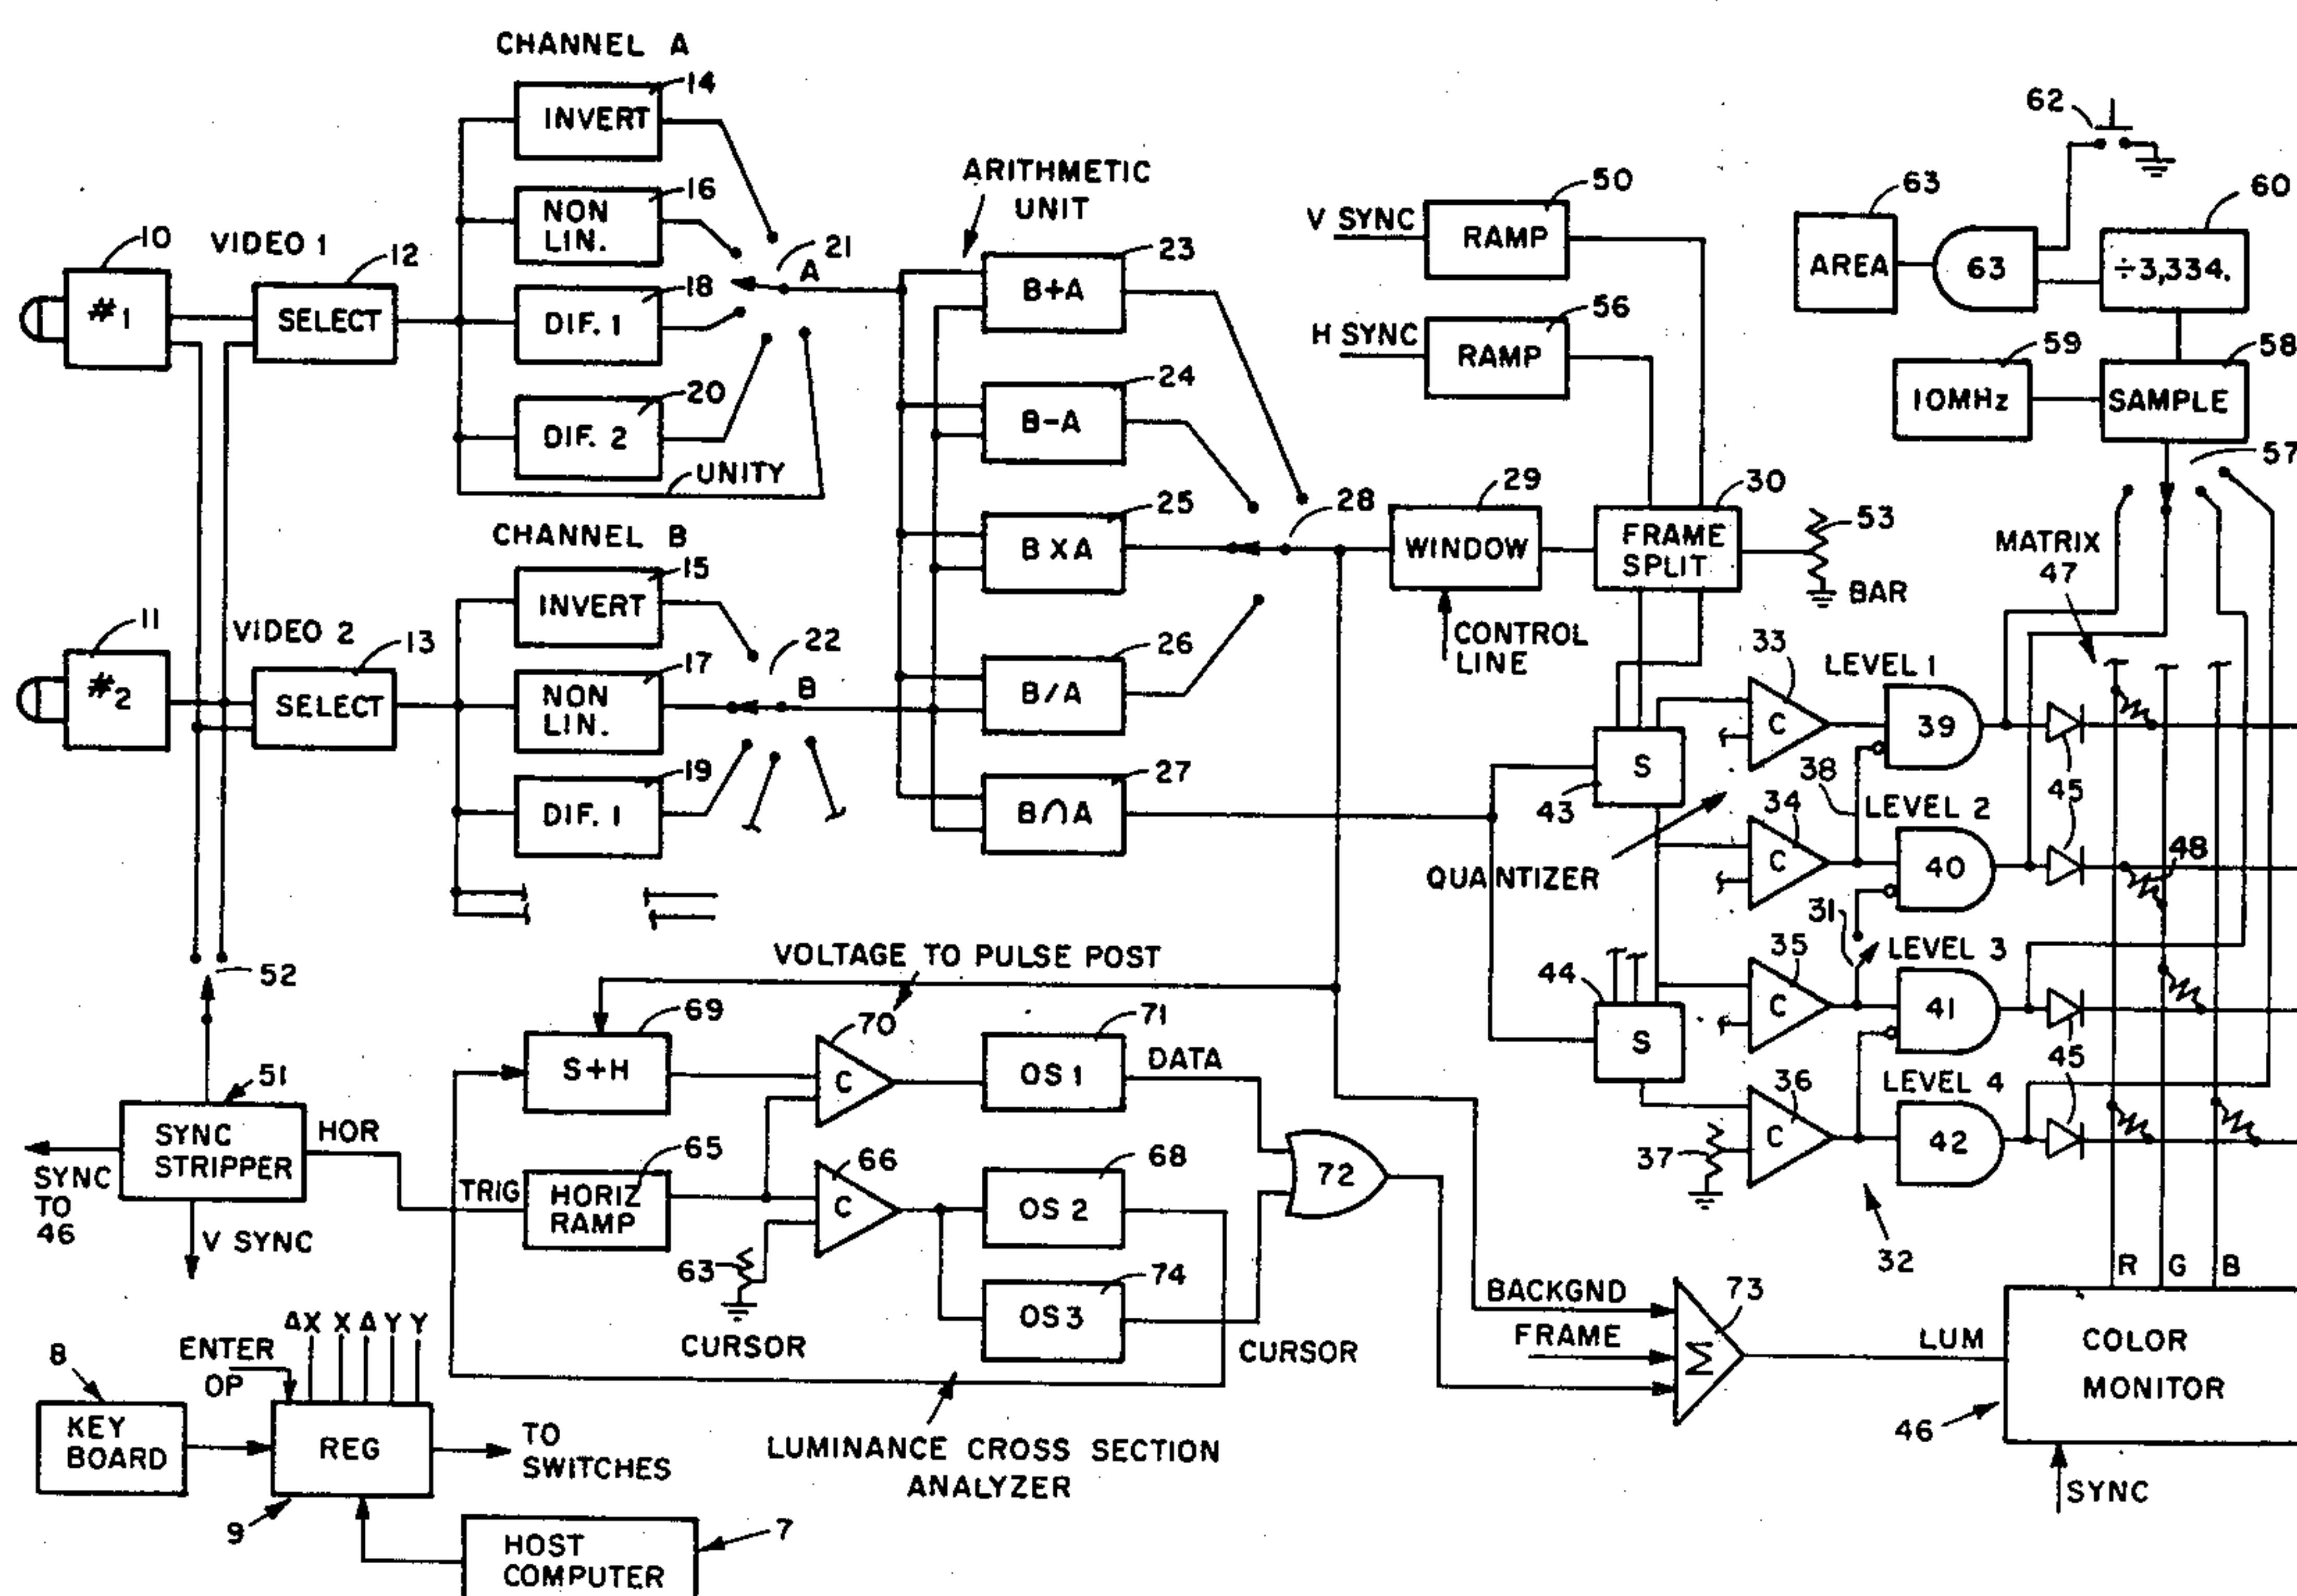 CHANNEL A
14
INVERT
16
NON
LIN.
18
DIF. 1
20
DIF. 2
UNITY
10
#1
VIDEO 1
12
SELECT
21
A
ARITHMETIC
UNIT
23
B+A
24
B-A
25
B X A
26
B/A
27
B∩A
28
CHANNEL B
15
INVERT
17
NON
LIN.
19
DIF. 1
11
#2
VIDEO 2
13
SELECT
22
B
V SYNC
50
RAMP
H SYNC
56
RAMP
29
WINDOW
CONTROL
LINE
30
FRAME
SPLIT
53
BAR
62
63
AREA
63
60
÷3,334.
59
10MHz
58
SAMPLE
57
MATRIX
47
33
C
LEVEL 1
39
43
S
38
LEVEL 2
34
C
40
45
48
QUANTIZER
31
LEVEL 3
35
C
41
44
S
45
LEVEL 4
36
C
42
37
32
R G B
52
VOLTAGE TO PULSE POST
69
S+H
70
C
71
OS 1
DATA
51
SYNC
STRIPPER
HOR
SYNC
TO
46
V SYNC
TRIG
65
HORIZ
RAMP
66
C
68
OS 2
72
63
CURSOR
74
OS 3
CURSOR
BACKGND
FRAME
73
Σ
LUM
COLOR
MONITOR
46
SYNC
LUMINANCE CROSS SECTION
ANALYZER
ΔX X ΔY Y
ENTER
OP
8
KEY
BOARD
REG
9
TO
SWITCHES
HOST
COMPUTER
7